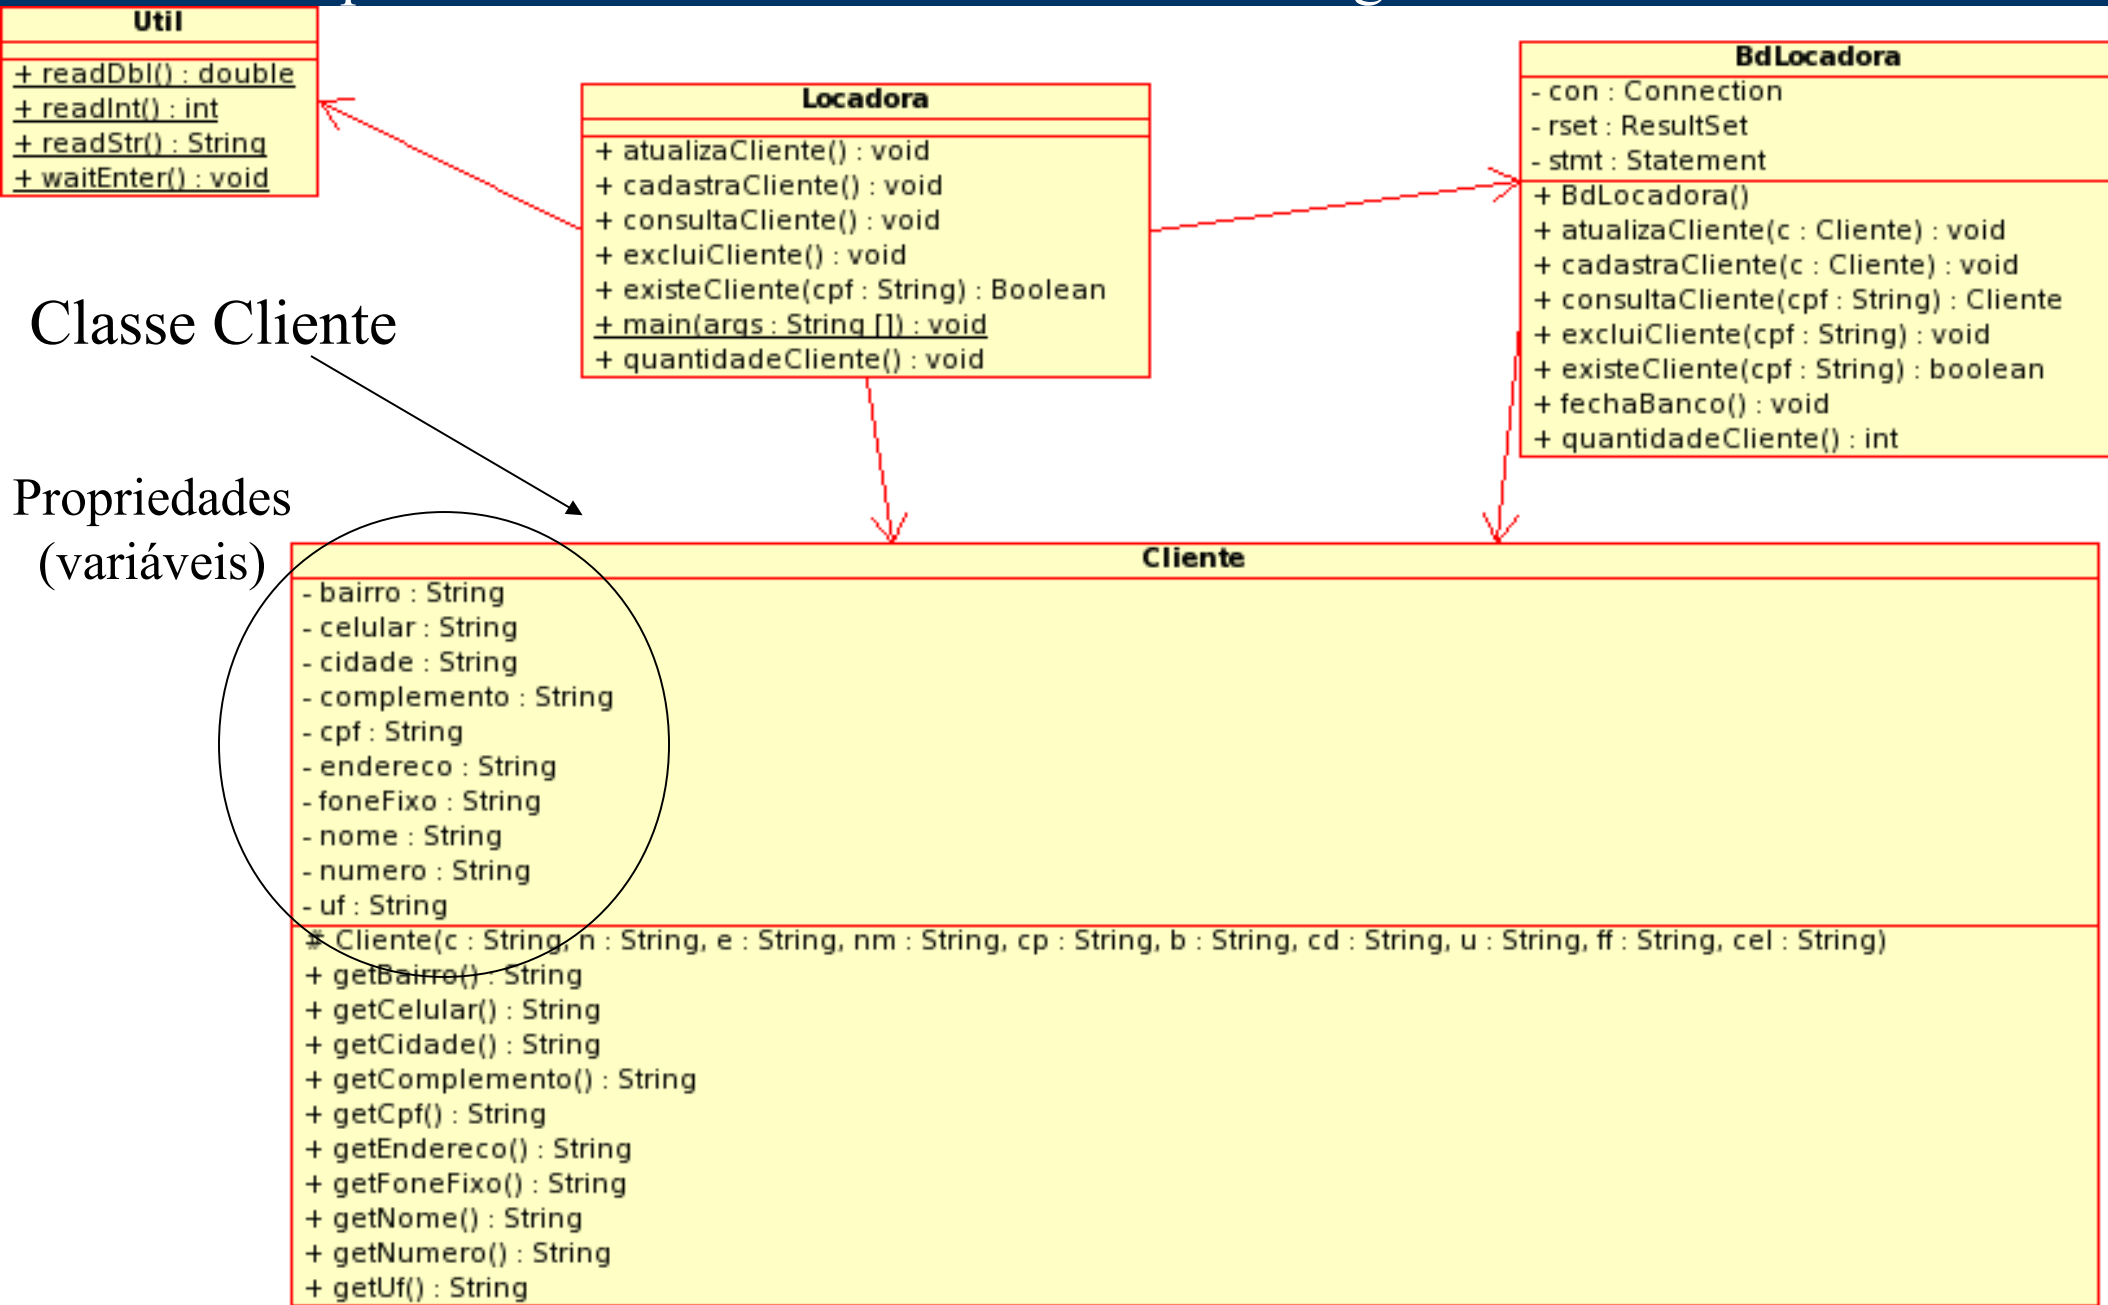 Util
+ readDbl() : double
+ readInt() : int
+ readStr() : String
+ waitEnter() : void
Locadora
+ atualizaCliente() : void
+ cadastraCliente() : void
+ consultaCliente() : void
+ excluiCliente() : void
+ existeCliente(cpf : String) : Boolean
+ main(args : String []) : void
+ quantidadeCliente() : void
BdLocadora
- con : Connection
- rset : ResultSet
- stmt : Statement
+ BdLocadora()
+ atualizaCliente(c : Cliente) : void
+ cadastraCliente(c : Cliente) : void
+ consultaCliente(cpf : String) : Cliente
+ excluiCliente(cpf : String) : void
+ existeCliente(cpf : String) : boolean
+ fechaBanco() : void
+ quantidadeCliente() : int
Classe Cliente
Propriedades
(variáveis)
Cliente
- bairro : String
- celular : String
- cidade : String
- complemento : String
- cpf : String
- endereco : String
- foneFixo : String
- nome : String
- numero : String
- uf : String
# Cliente(c : String, n : String, e : String, nm : String, cp : String, b : String, cd : String, u : String, ff : String, cel : String)
+ getBairro() : String
+ getCelular() : String
+ getCidade() : String
+ getComplemento() : String
+ getCpf() : String
+ getEndereco() : String
+ getFoneFixo() : String
+ getNome() : String
+ getNumero() : String
+ getUf() : String